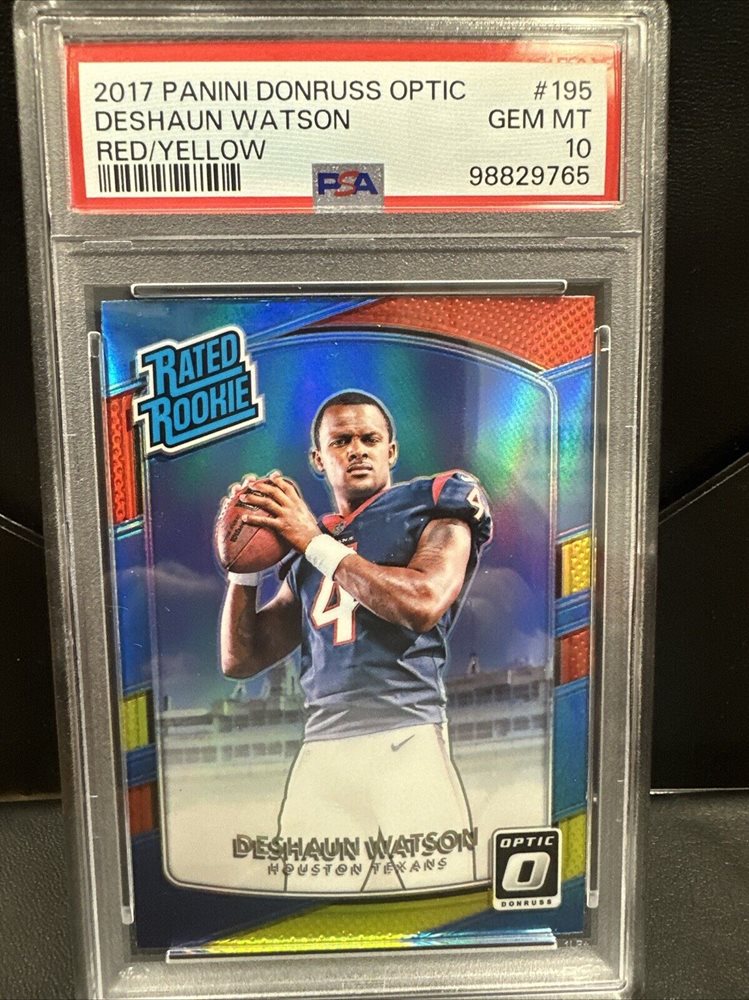 2017 PANINI DONRUSS OPTIC #195
DESHAUN WATSON GEM MT
RED/YELLOW 10
PSA 98829765
RATED
ROOKIE
4
4
DESHAUN WATSON
HOUSTON TEXANS
OPTIC
O
DONRUSS